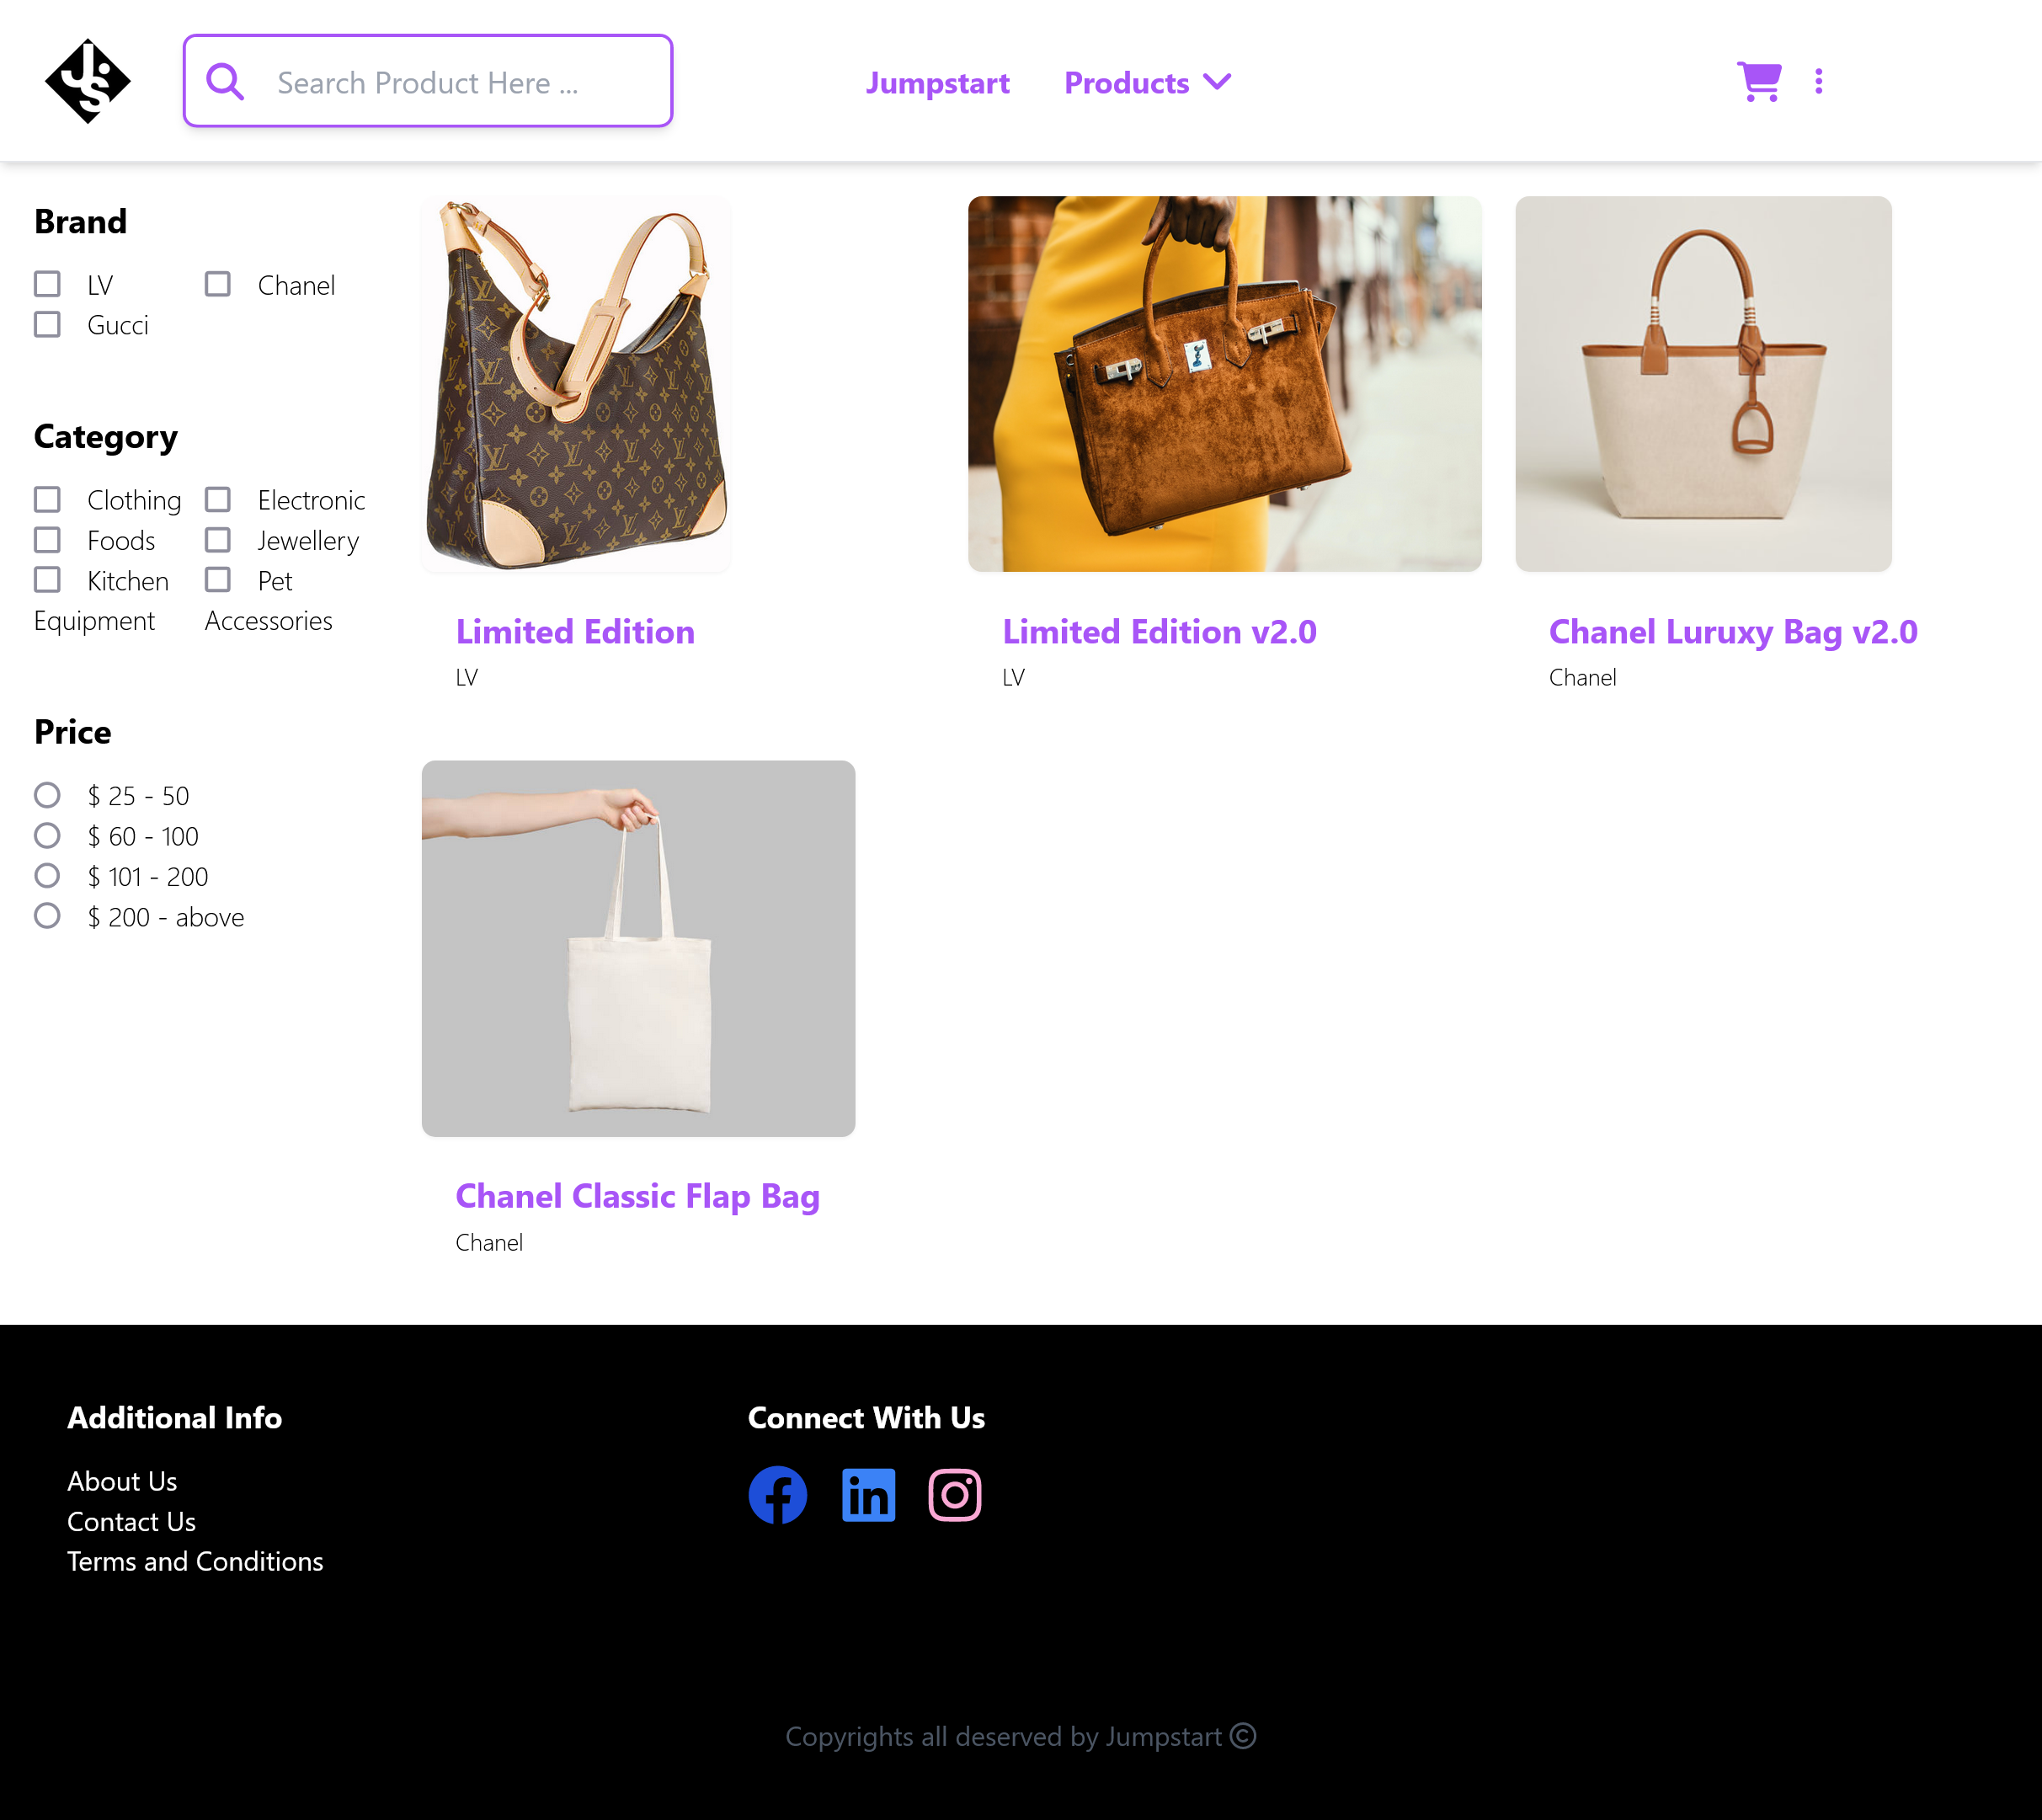 JS
Search Product Here ...
Jumpstart
Products
Brand
LV
Chanel
Gucci
Category
Clothing
Electronic
Foods
Jewellery
Kitchen
Equipment
Pet
Accessories
Price
$ 25 - 50
$ 60 - 100
$ 101 - 200
$ 200 - above
Limited Edition
LV
Limited Edition v2.0
LV
Chanel Luruxy Bag v2.0
Chanel
Chanel Classic Flap Bag
Chanel
Additional Info
About Us
Contact Us
Terms and Conditions
Connect With Us
Copyrights all deserved by Jumpstart ©